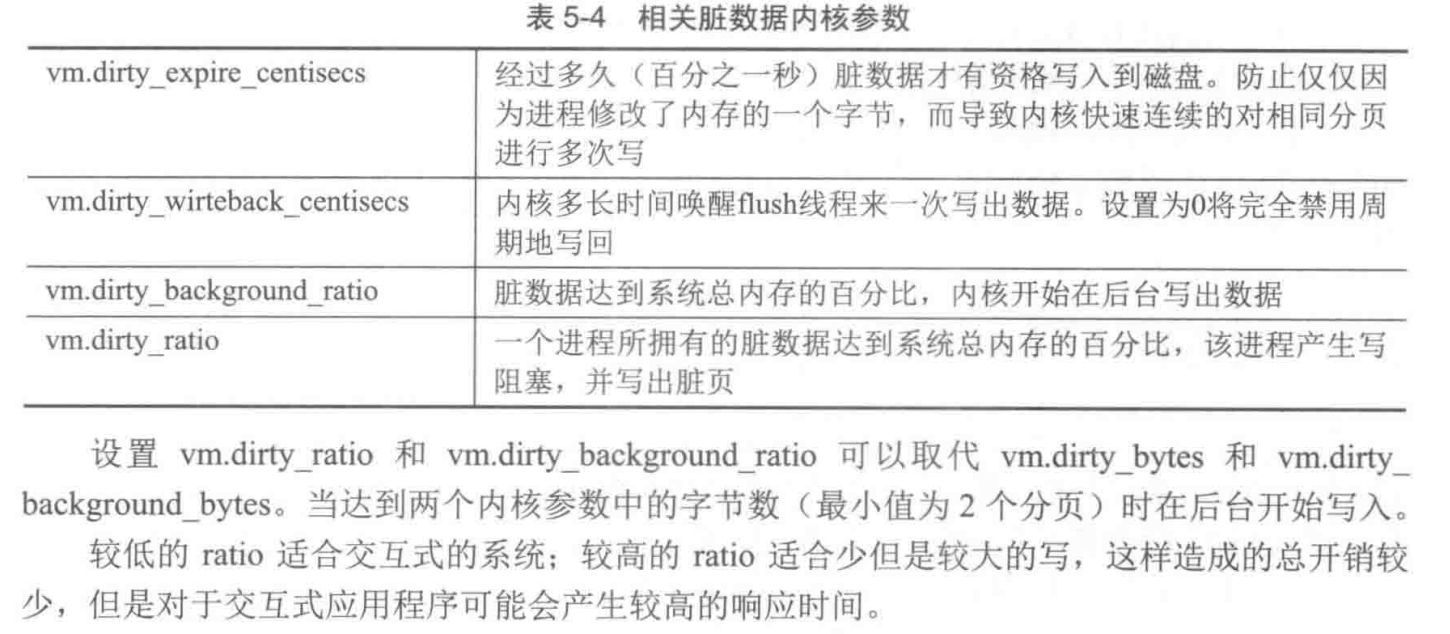 表 5-4 相关脏数据内核参数
vm.dirty_expire_centisecs
经过多久（百分之一秒）脏数据才有资格写入到磁盘。防止仅仅因
为进程修改了内存的一个字节，而导致内核快速连续的对相同分页
进行多次写
vm.dirty_wirteback_centisecs
内核多长时间唤醒flush线程来一次写出数据。设置为0将完全禁用周
期地写回
vm.dirty_background_ratio
脏数据达到系统总内存的百分比，内核开始在后台写出数据
vm.dirty_ratio
一个进程所拥有的脏数据达到系统总内存的百分比，该进程产生写
阻塞，并写出脏页
设置 vm.dirty_ratio 和 vm.dirty_background_ratio 可以取代 vm.dirty_bytes 和 vm.dirty_
background_bytes。当达到两个内核参数中的字节数（最小值为 2 个分页）时在后台开始写入。
较低的 ratio 适合交互式的系统；较高的 ratio 适合少但是较大的写，这样造成的总开销较
少，但是对于交互式应用程序可能会产生较高的响应时间。